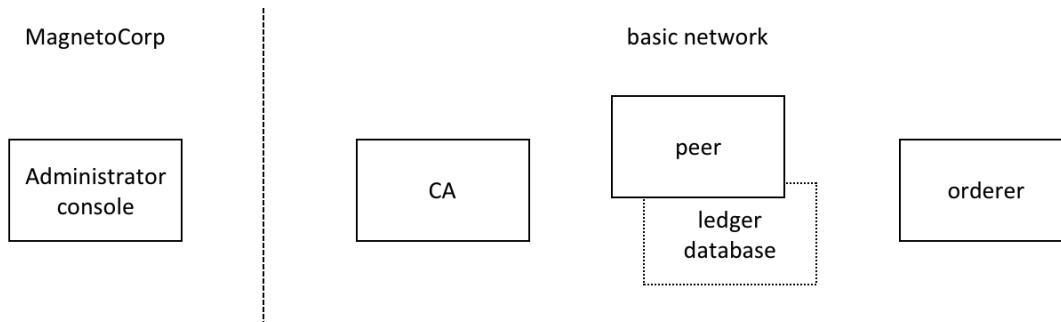 MagnetoCorp
basic network
Administrator
console
CA
peer
ledger
database
orderer